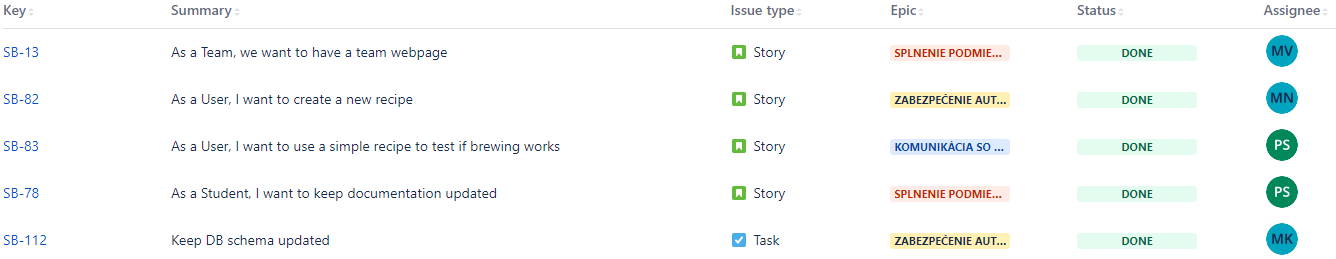 Key Summary Issue type Epic Status Assignee
SB-13 As a Team, we want to have a team webpage Story SPLNENIE PODMIE... DONE MV
SB-82 As a User, I want to create a new recipe Story ZABEZPEČENIE AUT... DONE MN
SB-83 As a User, I want to use a simple recipe to test if brewing works Story KOMUNIKÁCIA SO ... DONE PS
SB-78 As a Student, I want to keep documentation updated Story SPLNENIE PODMIE... DONE PS
SB-112 Keep DB schema updated Task ZABEZPEČENIE AUT... DONE MK